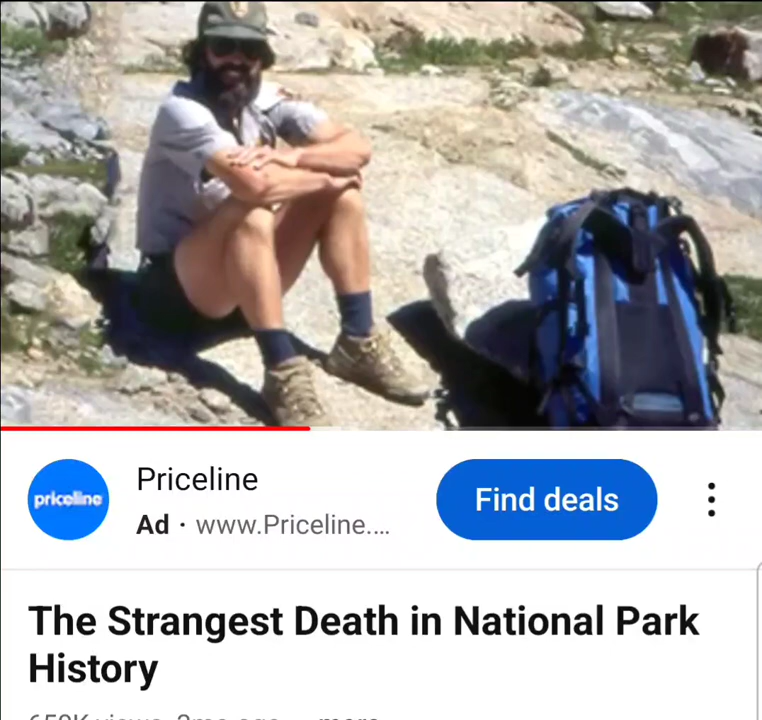 priceline
Priceline
Ad · www.Priceline....
Find deals
The Strangest Death in National Park
History